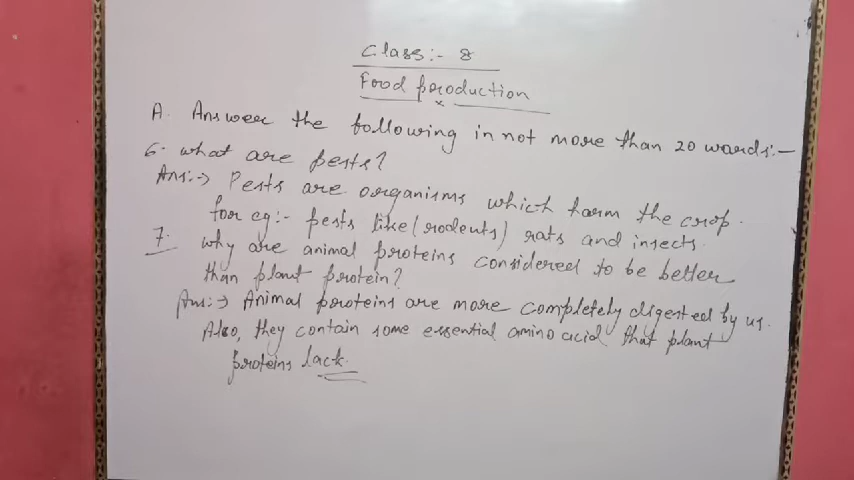 Class:- 8
Food production
A. Answer the following in not more than 20 wards:-
6. what are pests?
Ans:-> Pests are organisms which harm the crop.
for eg:- pests like (rodents) rats and insects.
7. why are animal proteins considered to be better
than plant protein?
Ans:-> Animal proteins are more completely digested by us.
Also, they contain some essential amino acid that plant
proteins lack.